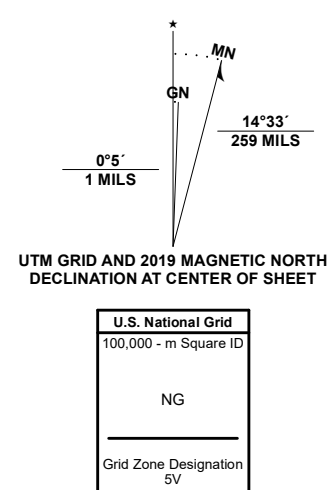 ★
MN
GN
14°33´
259 MILS
0°5´
1 MILS
UTM GRID AND 2019 MAGNETIC NORTH
DECLINATION AT CENTER OF SHEET
U.S. National Grid
100,000 - m Square ID
NG
Grid Zone Designation
5V